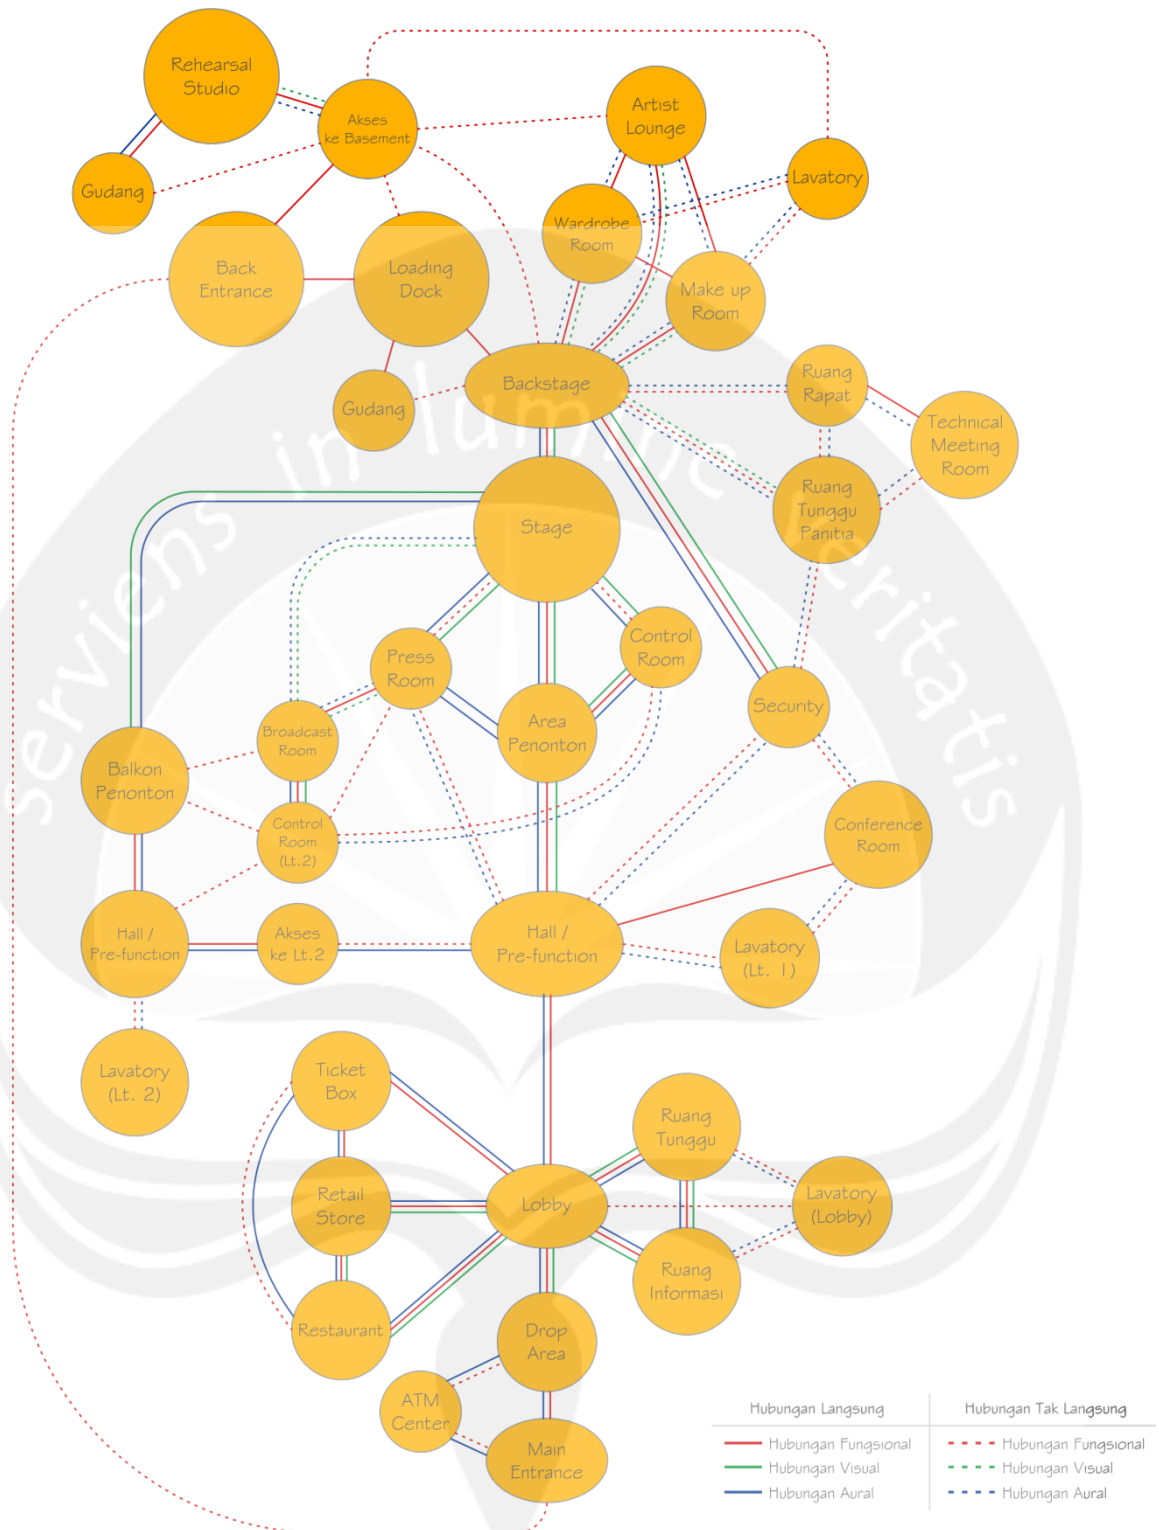 Rehearsal
Studio
Akses
ke Basement
Artist
Lounge
Gudang
Lavatory
Wardrobe
Room
Back
Entrance
Loading
Dock
Make up
Room
Gudang
Backstage
Ruang
Rapat
Technical
Meeting
Room
Ruang
Tunggu
Panitia
Stage
Press
Room
Control
Room
Broadcast
Room
Area
Penonton
Security
Balkon
Penonton
Control
Room
(Lt.2)
Conference
Room
Hall /
Pre-function
Akses
ke Lt.2
Hall /
Pre-function
Lavatory
(Lt. 1)
Lavatory
(Lt. 2)
Ticket
Box
Ruang
Tunggu
Retail
Store
Lobby
Lavatory
(Lobby)
Ruang
Informasi
Restaurant
Drop
Area
ATM
Center
Main
Entrance
Hubungan Langsung
Hubungan Tak Langsung
Hubungan Fungsional
Hubungan Fungsional
Hubungan Visual
Hubungan Visual
Hubungan Aural
Hubungan Aural
serviens in lumine veritatis